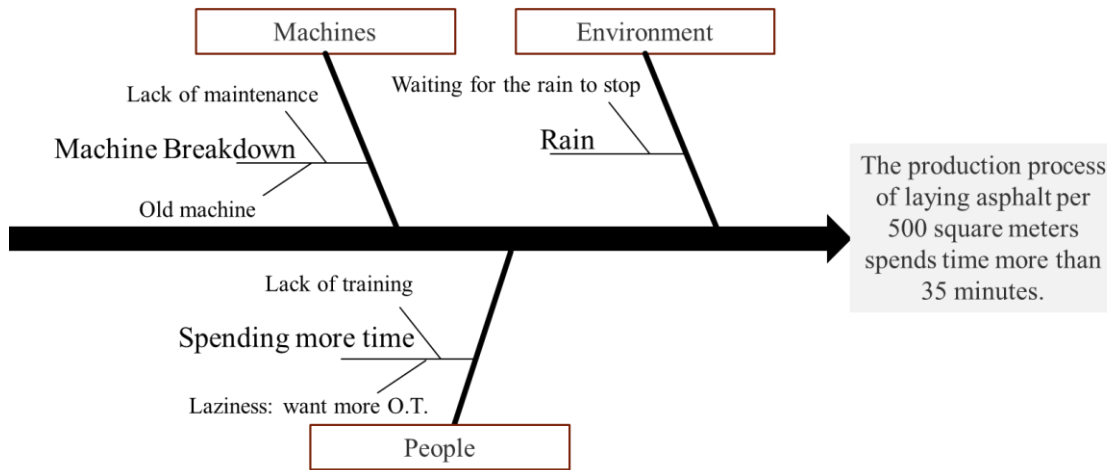 Machines
Environment
Lack of maintenance
Machine Breakdown
Old machine
Waiting for the rain to stop
Rain
The production process
of laying asphalt per
500 square meters
spends time more than
35 minutes.
Lack of training
Spending more time
Laziness: want more O.T.
People